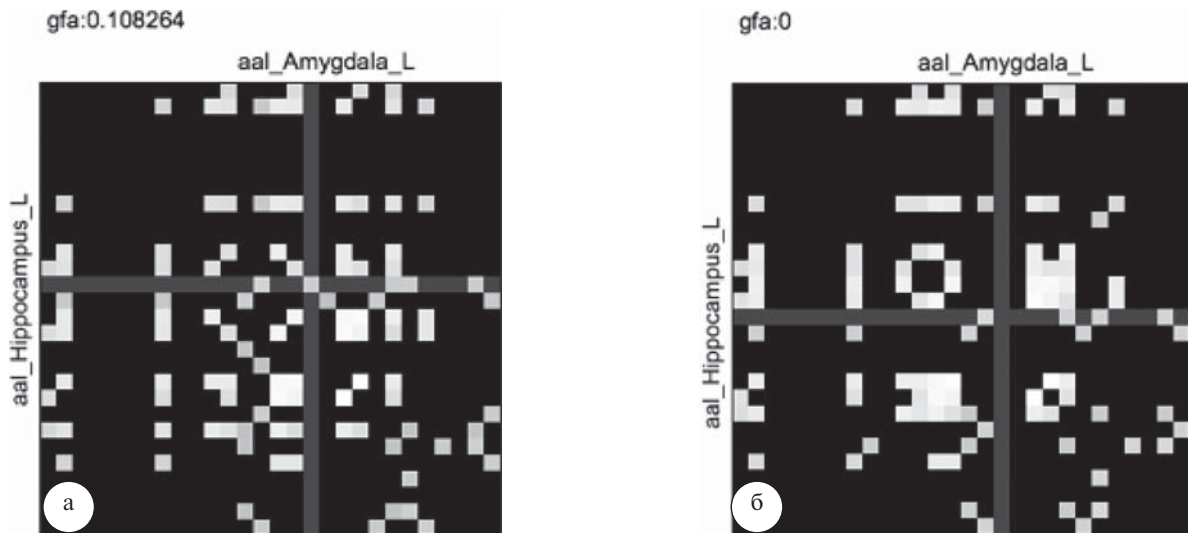 gfa:0.108264
aal_Amygdala_L
aal_Hippocampus_L
а
gfa:0
aal_Amygdala_L
aal_Hippocampus_L
б